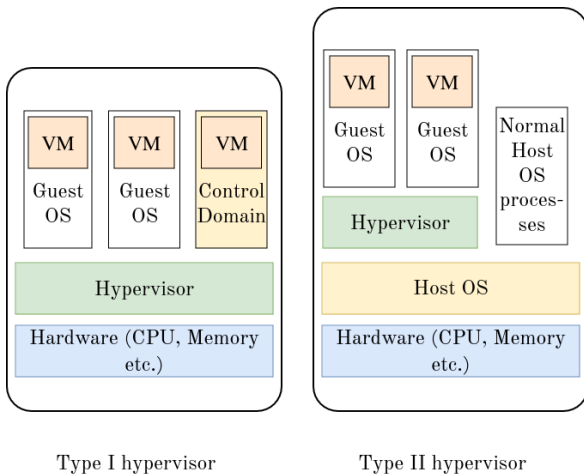 VM
Guest
OS
VM
Guest
OS
VM
Control
Domain
Hypervisor
Hardware (CPU, Memory
etc.)
Type I hypervisor
VM
Guest
OS
VM
Guest
OS
Normal
Host
OS
proces-
ses
Hypervisor
Host OS
Hardware (CPU, Memory
etc.)
Type II hypervisor